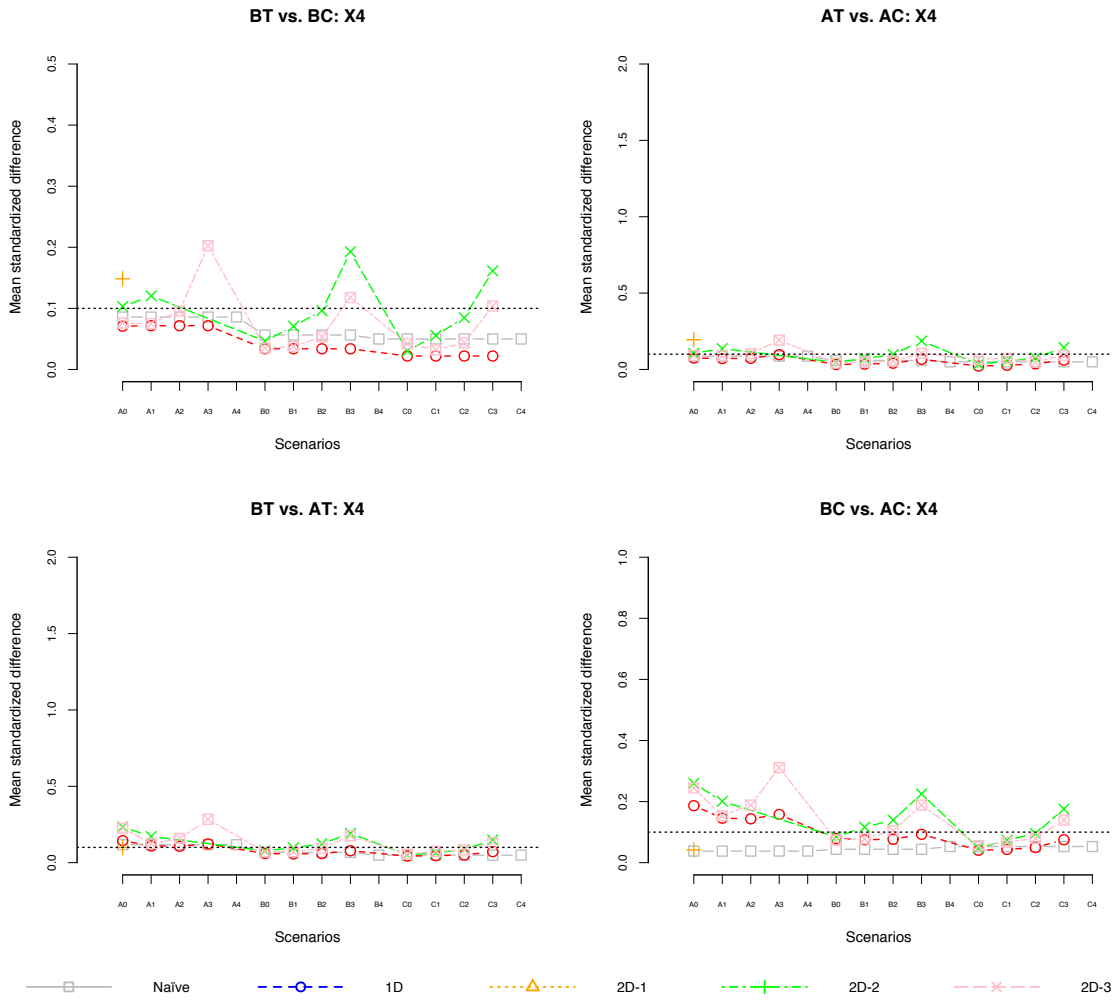 BT vs. BC: X4
Mean standardized difference
0.5
0.4
0.3
0.2
0.1
0.0
A0 A1 A2 A3 A4 B0 B1 B2 B3 B4 C0 C1 C2 C3 C4
Scenarios
AT vs. AC: X4
Mean standardized difference
2.0
1.5
1.0
0.5
0.0
A0 A1 A2 A3 A4 B0 B1 B2 B3 B4 C0 C1 C2 C3 C4
Scenarios
BT vs. AT: X4
Mean standardized difference
2.0
1.5
1.0
0.5
0.0
A0 A1 A2 A3 A4 B0 B1 B2 B3 B4 C0 C1 C2 C3 C4
Scenarios
BC vs. AC: X4
Mean standardized difference
1.0
0.8
0.6
0.4
0.2
0.0
A0 A1 A2 A3 A4 B0 B1 B2 B3 B4 C0 C1 C2 C3 C4
Scenarios
Naïve 1D 2D-1 2D-2 2D-3